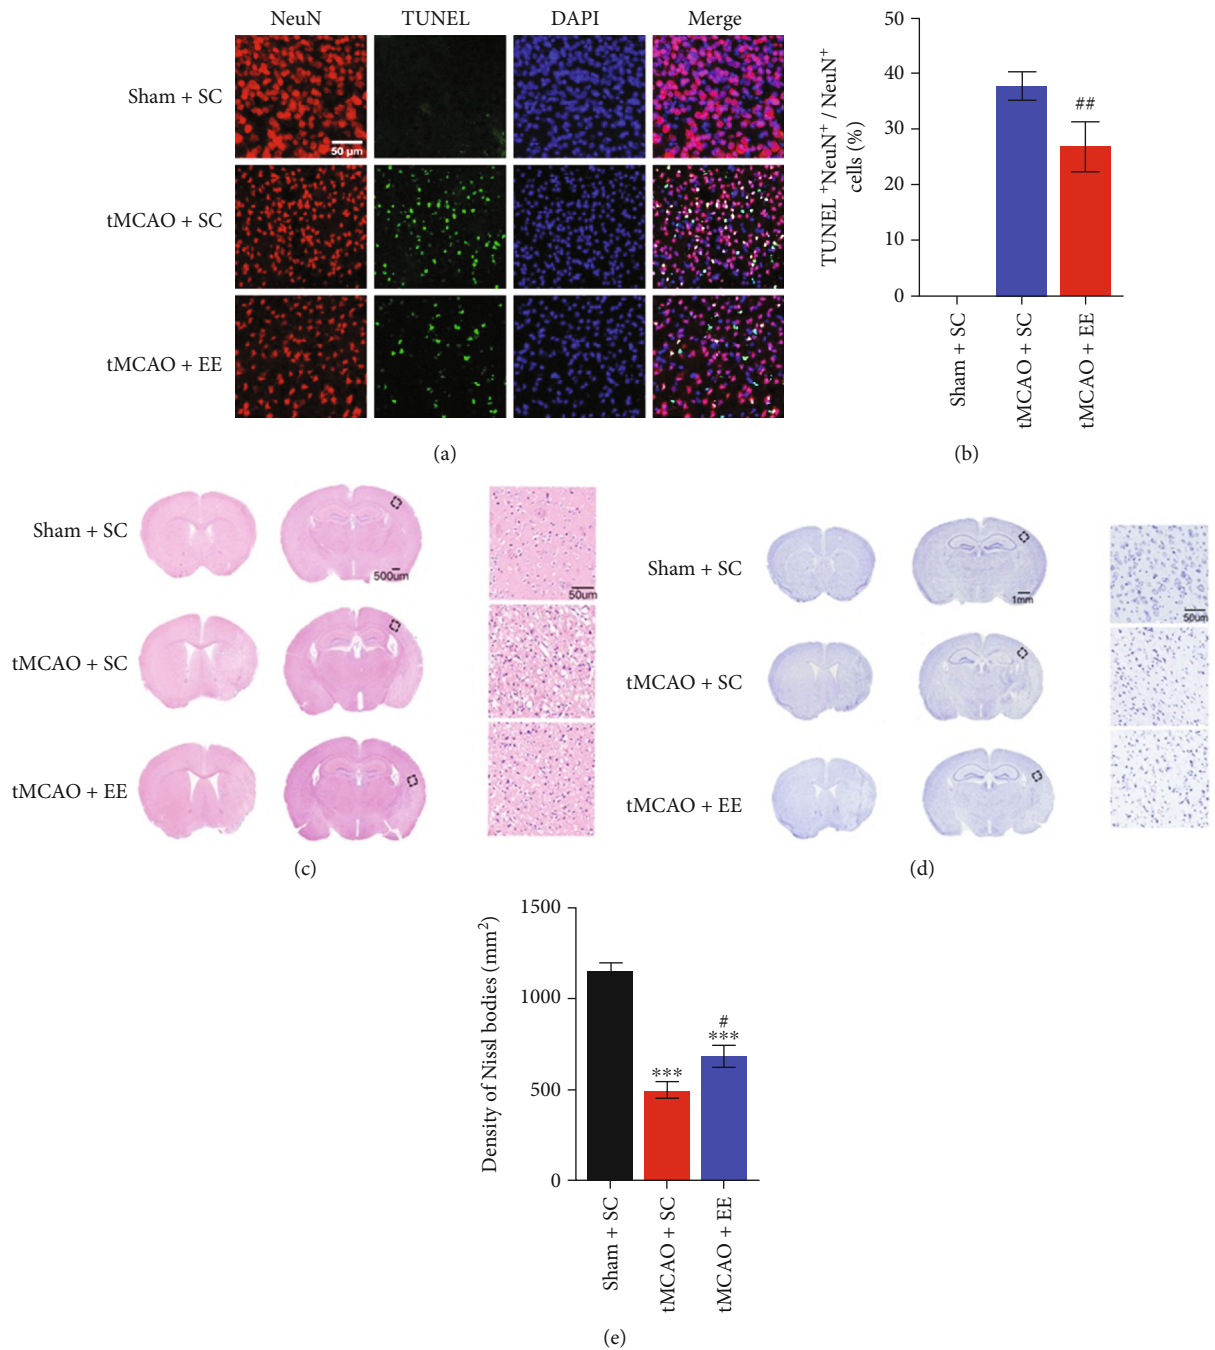 NeuN TUNEL DAPI Merge
Sham + SC
50 µm
tMCAO + SC
tMCAO + EE
(a)
TUNEL ⁺NeuN⁺ / NeuN⁺
cells (%)
50
40
30
20
10
0
##
Sham + SC
tMCAO + SC
tMCAO + EE
(b)
Sham + SC
500um
50um
tMCAO + SC
tMCAO + EE
(c)
Sham + SC
1mm
50um
tMCAO + SC
tMCAO + EE
(d)
Density of Nissl bodies (mm²)
1500
1000
500
0
***
#
***
Sham + SC
tMCAO + SC
tMCAO + EE
(e)